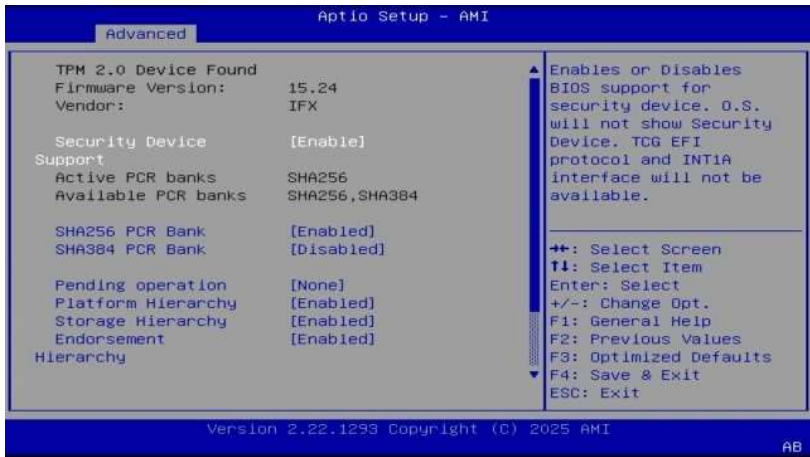 Aptio Setup - AMI
Advanced
TPM 2.0 Device Found
Firmware Version: 15.24
Vendor: IFX
Security Device Support [Enable]
Active PCR banks SHA256
Available PCR banks SHA256,SHA384
SHA256 PCR Bank [Enabled]
SHA384 PCR Bank [Disabled]
Pending operation [None]
Platform Hierarchy [Enabled]
Storage Hierarchy [Enabled]
Endorsement Hierarchy [Enabled]
Enables or Disables
BIOS support for
security device. O.S.
will not show Security
Device. TCG EFI
protocol and INT1A
interface will not be
available.
→←: Select Screen
↑↓: Select Item
Enter: Select
+/-: Change Opt.
F1: General Help
F2: Previous Values
F3: Optimized Defaults
F4: Save & Exit
ESC: Exit
Version 2.22.1293 Copyright (C) 2025 AMI
AB